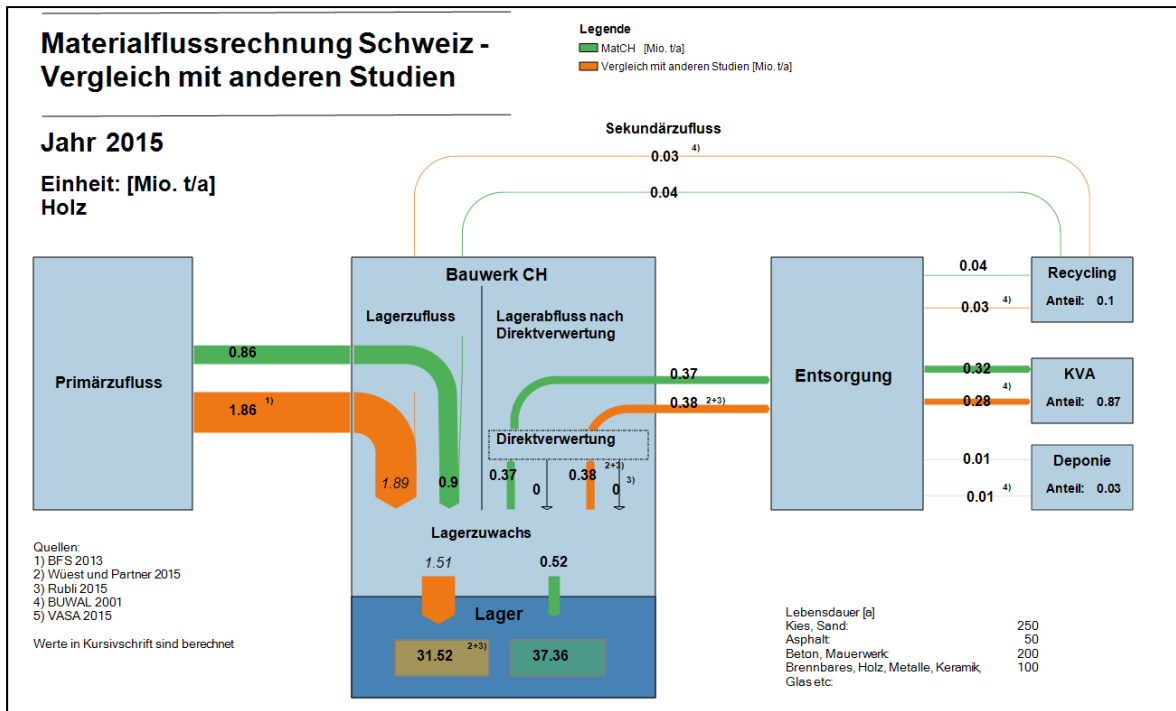 Materialflussrechnung Schweiz -
Vergleich mit anderen Studien
Legende
MatCH [Mio. t/a]
Vergleich mit anderen Studien [Mio. t/a]
Jahr 2015
Einheit: [Mio. t/a]
Holz
Sekundärzufluss
0.03 4)
0.04
Primärzufluss
0.86
1.86 1)
Bauwerk CH
Lagerzufluss
Lagerabfluss nach
Direktverwertung
1.89
0.9
Direktverwertung
0.37
0
0.38 2+3)
0 3)
0.37
0.38 2+3)
Lagerzuwachs
1.51
0.52
Lager
31.52 2+3)
37.36
Entsorgung
0.04
0.03 4)
Recycling
Anteil: 0.1
0.32
0.28 4)
KVA
Anteil: 0.87
0.01
0.01 4)
Deponie
Anteil: 0.03
Quellen:
1) BFS 2013
2) Wüest und Partner 2015
3) Rubli 2015
4) BUWAL 2001
5) VASA 2015
Werte in Kursivschrift sind berechnet
Lebensdauer [a]
Kies, Sand: 250
Asphalt: 50
Beton, Mauerwerk: 200
Brennbares, Holz, Metalle, Keramik, 100
Glas etc: